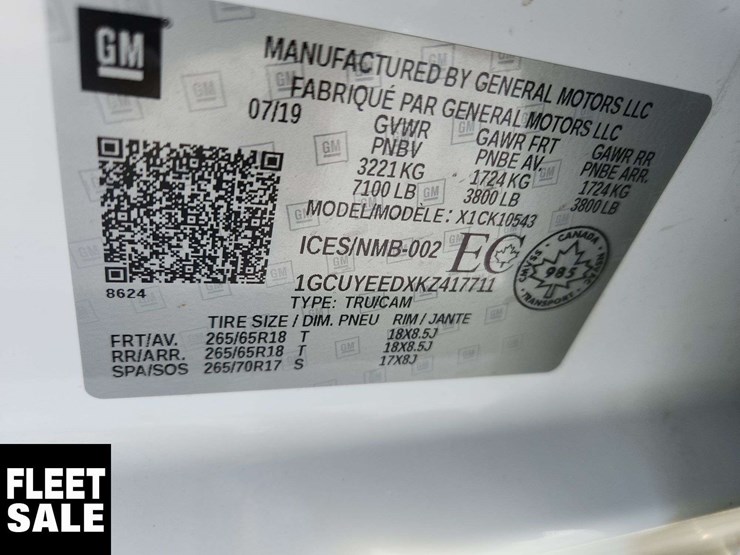 GM
MANUFACTURED BY GENERAL MOTORS LLC
FABRIQUÉ PAR GENERAL MOTORS LLC
07/19
GVWR GAWR FRT GAWR RR
PNBV PNBE AV. PNBE ARR.
3221 KG 1724 KG 1724 KG
7100 LB 3800 LB 3800 LB
MODEL/MODÈLE: X1CK10543
ICES/NMB-002 EC
CANADA
CMVSS NSVAC
985
TRANSPORT
8624
1GCUYEEDXKZ417711
TYPE: TRU/CAM
TIRE SIZE / DIM. PNEU RIM / JANTE
FRT/AV. 265/65R18 T 18X8.5J
RR/ARR. 265/65R18 T 18X8.5J
SPA/SOS 265/70R17 S 17X8J
FLEET
SALE